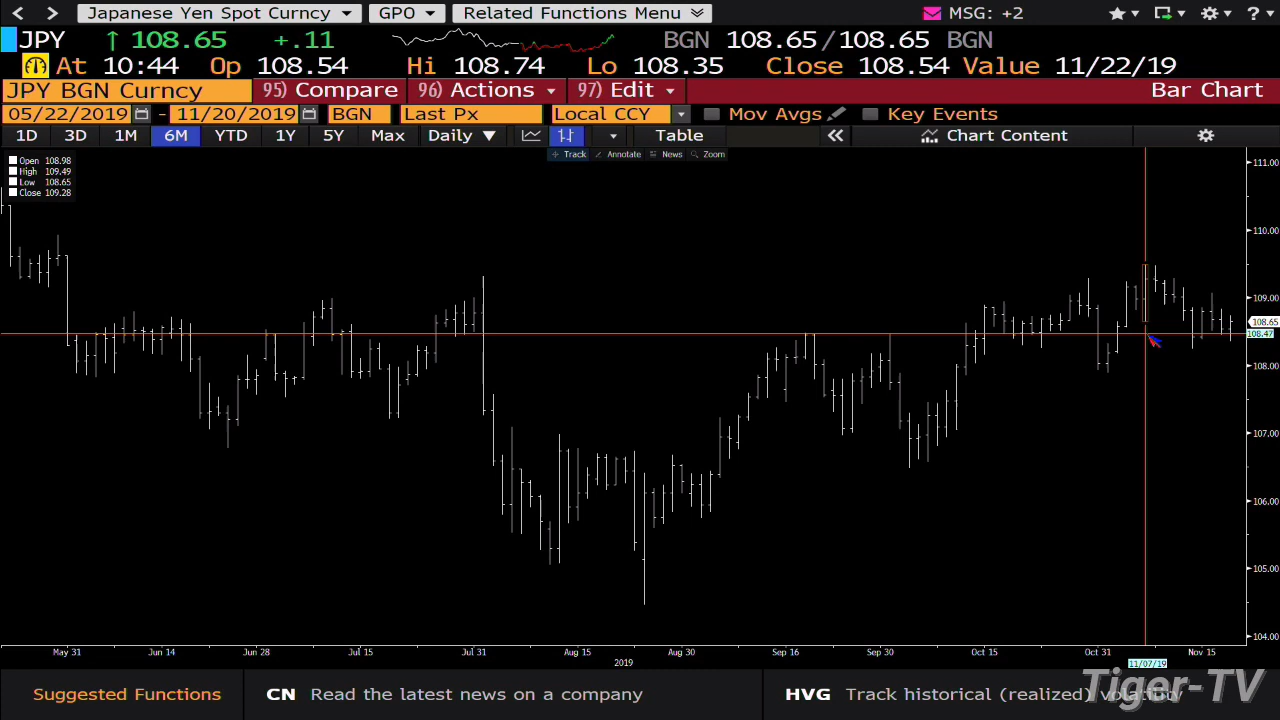 Japanese Yen Spot Curncy GPO Related Functions Menu MSG: +2 ?
JPY ↑ 108.65 +.11 BGN 108.65/108.65 BGN
At 10:44 Op 108.54 Hi 108.74 Lo 108.35 Close 108.54 Value 11/22/19
JPY BGN Curncy 95) Compare 96) Actions 97) Edit Bar Chart
05/22/2019 - 11/20/2019 BGN Last Px Local CCY Mov Avgs Key Events
1D 3D 1M 6M YTD 1Y 5Y Max Daily ▼ Table « Chart Content
Track Annotate News Zoom
Open 108.98
High 109.49
Low 108.65
Close 109.28
111.00
110.00
109.00
108.65
108.47
108.00
107.00
106.00
105.00
104.00
May 31 Jun 14 Jun 28 Jul 15 Jul 31 Aug 15 Aug 30 Sep 16 Sep 30 Oct 15 Oct 31 Nov 15
2019 11/07/19
Suggested Functions CN Read the latest news on a company HVG Track historical (realized) volatility
Tiger-TV